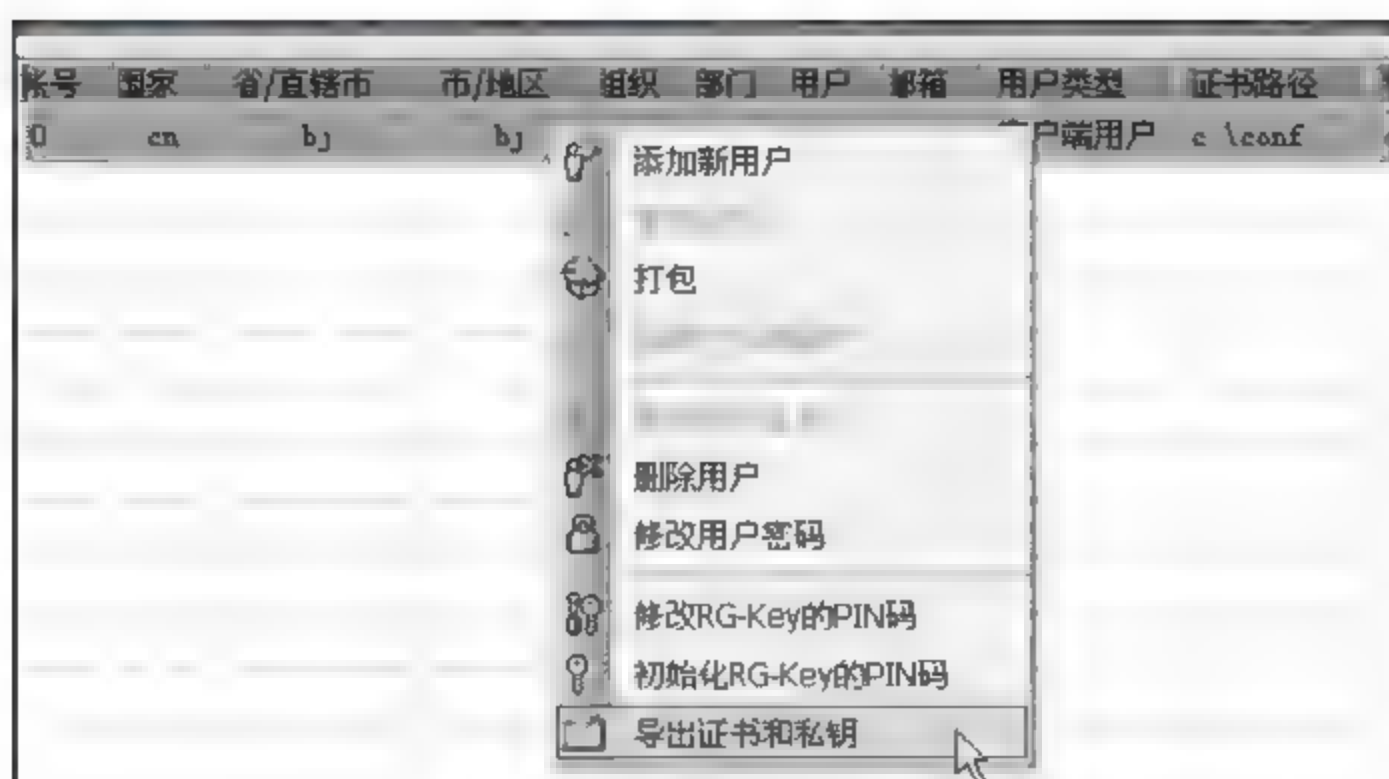 帐号 国家 省/直辖市 市/地区 组织 部门 用户 邮箱 用户类型 证书路径
cn bj bj 客户端用户 c \conf
添加新用户
打包
删除用户
修改用户密码
修改RG-Key的PIN码
初始化RG-Key的PIN码
导出证书和私钥